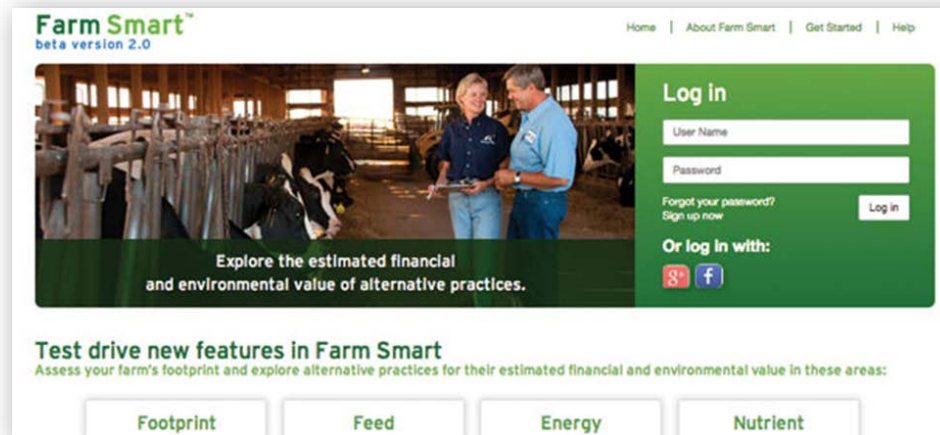 Farm Smart™
beta version 2.0
Home | About Farm Smart | Get Started | Help
Log in
User Name
Password
Forgot your password?
Sign up now
Log in
Or log in with:
g+ f
Explore the estimated financial
and environmental value of alternative practices.
Test drive new features in Farm Smart
Assess your farm's footprint and explore alternative practices for their estimated financial and environmental value in these areas:
Footprint
Feed
Energy
Nutrient